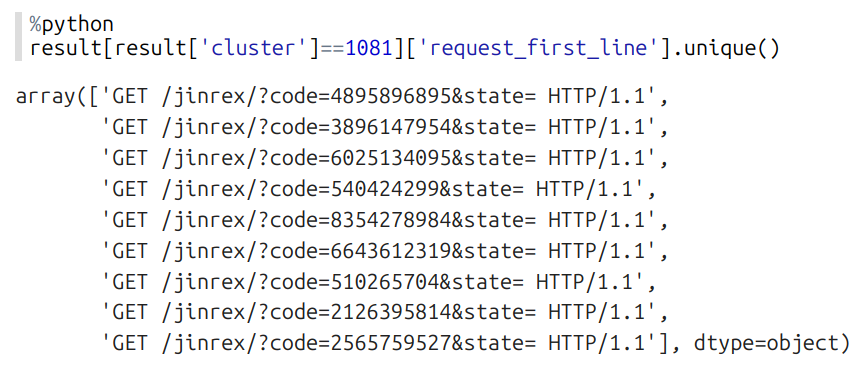 %python
result[result['cluster']==1081]['request_first_line'].unique()
array(['GET /jinrex/?code=4895896895&state= HTTP/1.1',
'GET /jinrex/?code=3896147954&state= HTTP/1.1',
'GET /jinrex/?code=6025134095&state= HTTP/1.1',
'GET /jinrex/?code=540424299&state= HTTP/1.1',
'GET /jinrex/?code=8354278984&state= HTTP/1.1',
'GET /jinrex/?code=6643612319&state= HTTP/1.1',
'GET /jinrex/?code=510265704&state= HTTP/1.1',
'GET /jinrex/?code=2126395814&state= HTTP/1.1',
'GET /jinrex/?code=2565759527&state= HTTP/1.1'], dtype=object)